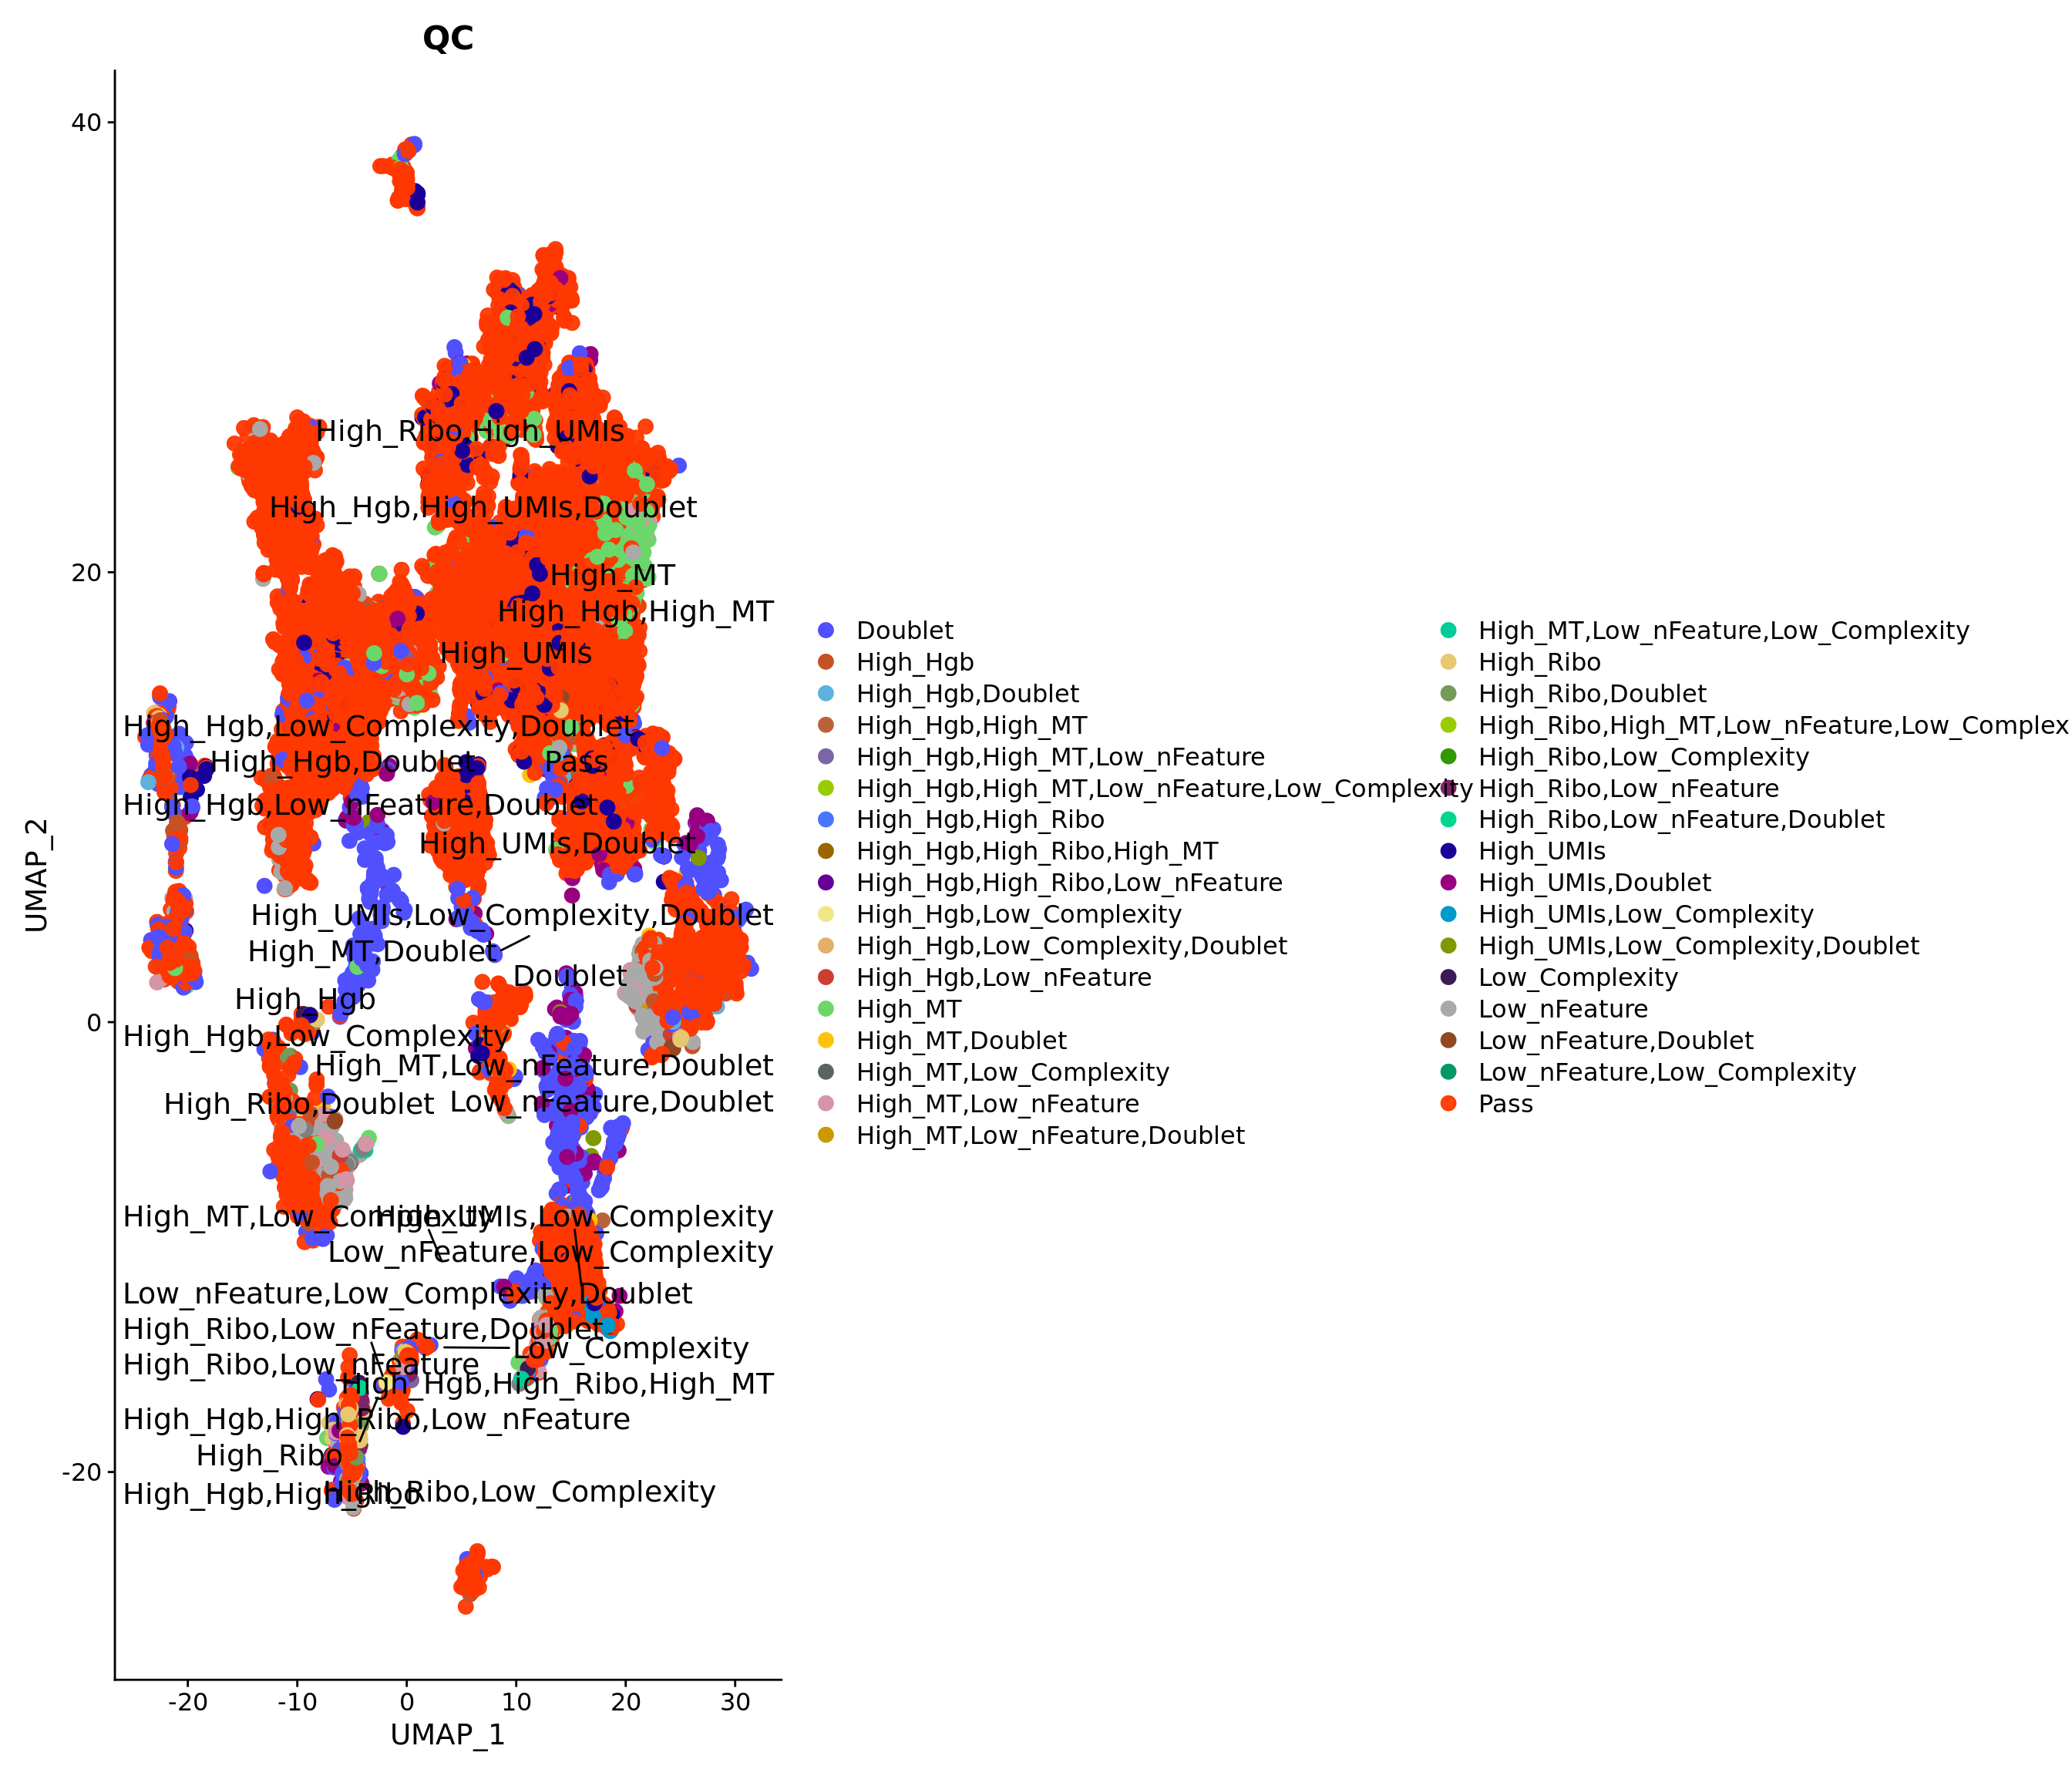 QC
40
20
0
-20
UMAP_2
-20
-10
0
10
20
30
UMAP_1
High_Ribo,High_UMIs
High_Hgb,High_UMIs,Doublet
High_MT
High_Hgb,High_MT
High_UMIs
High_Hgb,Low_Complexity,Doublet
High_Hgb,Doublet
Pass
High_Hgb,Low_nFeature,Doublet
High_UMIs,Doublet
High_UMIs,Low_Complexity,Doublet
High_MT,Doublet
Doublet
High_Hgb
High_Hgb,Low_Complexity
High_MT,Low_nFeature,Doublet
High_Ribo,Doublet
Low_nFeature,Doublet
High_MT,Low_Complexity
High_UMIs,Low_Complexity
Low_nFeature,Low_Complexity
Low_nFeature,Low_Complexity,Doublet
High_Ribo,Low_nFeature,Doublet
Low_Complexity
High_Ribo,Low_nFeature
High_Hgb,High_Ribo,High_MT
High_Hgb,High_Ribo,Low_nFeature
High_Ribo
High_Hgb,High_Ribo
High_Ribo,Low_Complexity
Doublet
High_Hgb
High_Hgb,Doublet
High_Hgb,High_MT
High_Hgb,High_MT,Low_nFeature
High_Hgb,High_MT,Low_nFeature,Low_Complexity
High_Hgb,High_Ribo
High_Hgb,High_Ribo,High_MT
High_Hgb,High_Ribo,Low_nFeature
High_Hgb,Low_Complexity
High_Hgb,Low_Complexity,Doublet
High_Hgb,Low_nFeature
High_MT
High_MT,Doublet
High_MT,Low_Complexity
High_MT,Low_nFeature
High_MT,Low_nFeature,Doublet
High_MT,Low_nFeature,Low_Complexity
High_Ribo
High_Ribo,Doublet
High_Ribo,High_MT,Low_nFeature,Low_Complex
High_Ribo,Low_Complexity
High_Ribo,Low_nFeature
High_Ribo,Low_nFeature,Doublet
High_UMIs
High_UMIs,Doublet
High_UMIs,Low_Complexity
High_UMIs,Low_Complexity,Doublet
Low_Complexity
Low_nFeature
Low_nFeature,Doublet
Low_nFeature,Low_Complexity
Pass